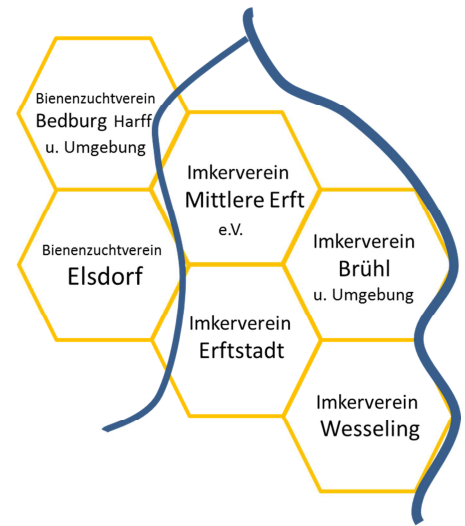 Bienenzuchtverein
Bedburg Harff
u. Umgebung
Imkerverein
Mittlere Erft
e.V.
Bienenzuchtverein
Elsdorf
Imkerverein
Brühl
u. Umgebung
Imkerverein
Erftstadt
Imkerverein
Wesseling